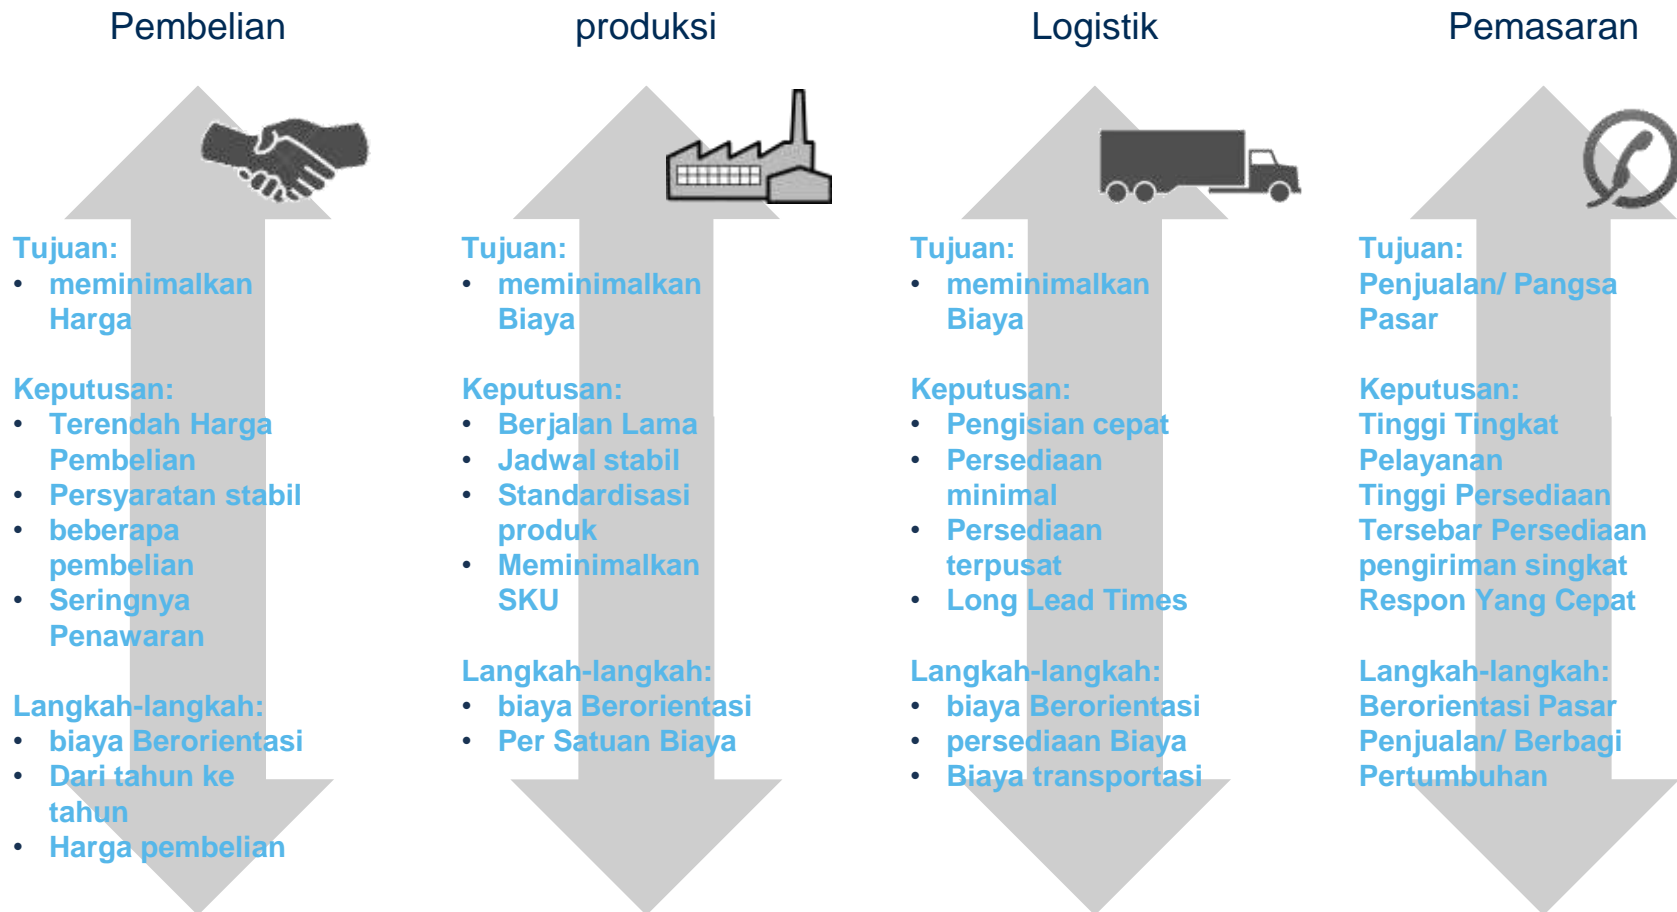 Pembelian
Tujuan:
• meminimalkan
Harga
Keputusan:
• Terendah Harga
Pembelian
• Persyaratan stabil
• beberapa
pembelian
• Seringnya
Penawaran
Langkah-langkah:
• biaya Berorientasi
• Dari tahun ke
tahun
• Harga pembelian
produksi
Tujuan:
• meminimalkan
Biaya
Keputusan:
• Berjalan Lama
• Jadwal stabil
• Standardisasi
produk
• Meminimalkan
SKU
Langkah-langkah:
• biaya Berorientasi
• Per Satuan Biaya
Logistik
Tujuan:
• meminimalkan
Biaya
Keputusan:
• Pengisian cepat
• Persediaan
minimal
• Persediaan
terpusat
• Long Lead Times
Langkah-langkah:
• biaya Berorientasi
• persediaan Biaya
• Biaya transportasi
Pemasaran
Tujuan:
Penjualan/ Pangsa
Pasar
Keputusan:
Tinggi Tingkat
Pelayanan
Tinggi Persediaan
Tersebar Persediaan
pengiriman singkat
Respon Yang Cepat
Langkah-langkah:
Berorientasi Pasar
Penjualan/ Berbagi
Pertumbuhan